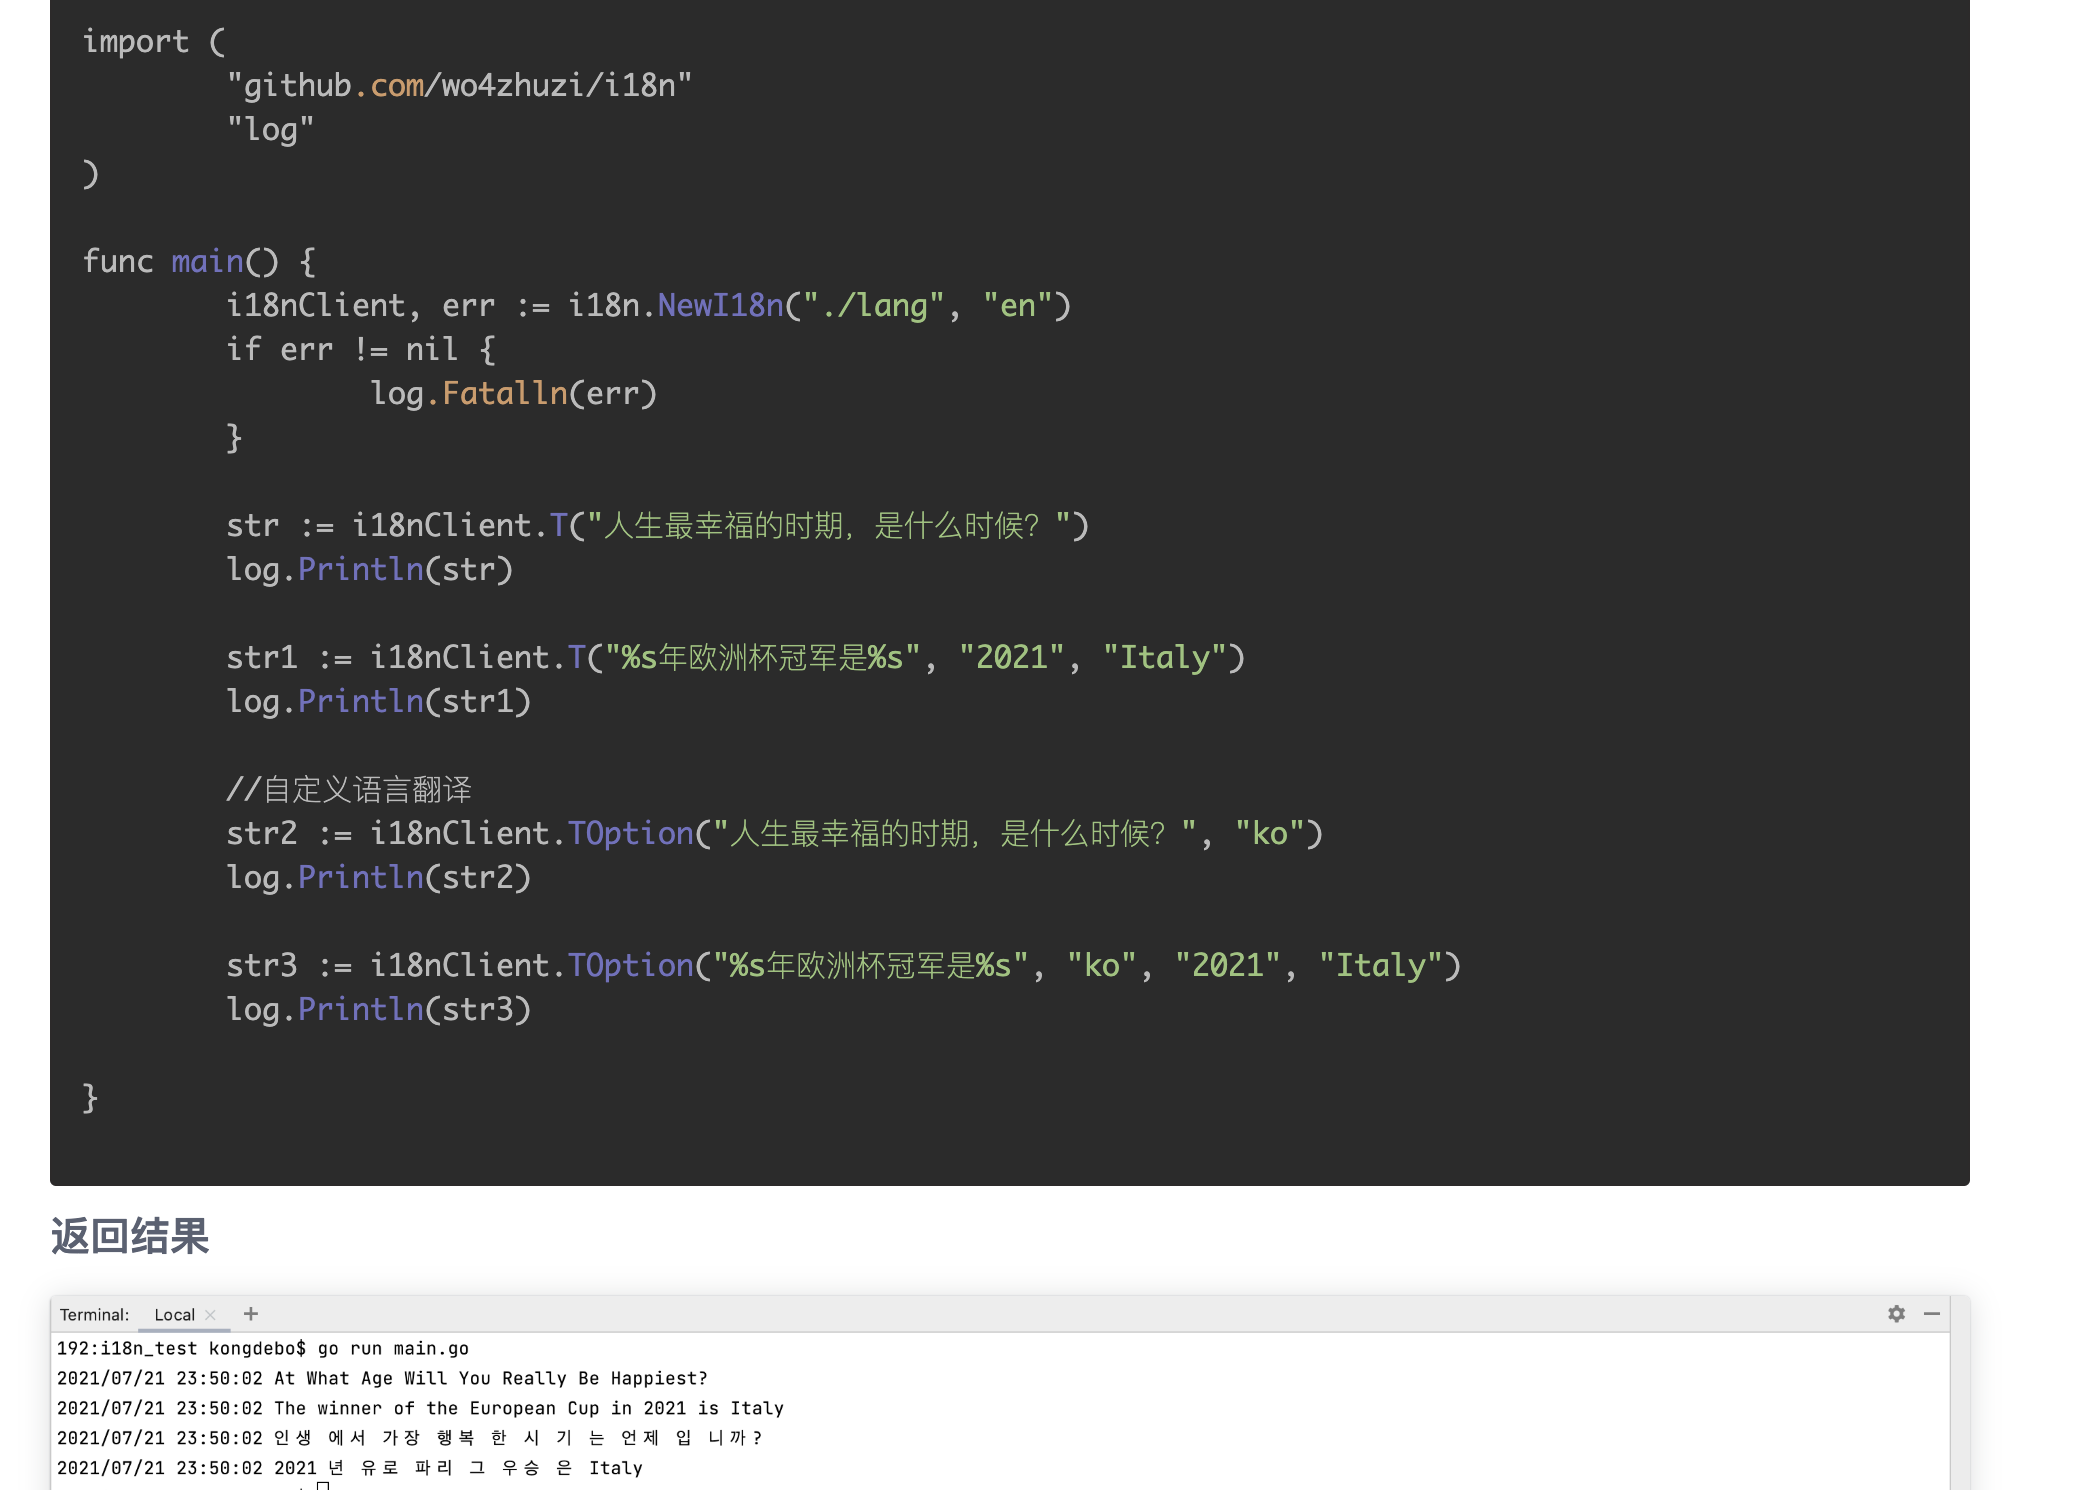 import (
"github.com/wo4zhuzi/i18n"
"log"
)
func main() {
i18nClient, err := i18n.NewI18n("./lang", "en")
if err != nil {
log.Fatalln(err)
}
str := i18nClient.T("人生最幸福的时期，是什么时候？")
log.Println(str)
str1 := i18nClient.T("%s年欧洲杯冠军是%s", "2021", "Italy")
log.Println(str1)
//自定义语言翻译
str2 := i18nClient.TOption("人生最幸福的时期，是什么时候？", "ko")
log.Println(str2)
str3 := i18nClient.TOption("%s年欧洲杯冠军是%s", "ko", "2021", "Italy")
log.Println(str3)
}
返回结果
Terminal: Local × +
192:i18n_test kongdebo$ go run main.go
2021/07/21 23:50:02 At What Age Will You Really Be Happiest?
2021/07/21 23:50:02 The winner of the European Cup in 2021 is Italy
2021/07/21 23:50:02 인생 에서 가장 행복 한 시 기 는 언제 입 니까?
2021/07/21 23:50:02 2021 년 유로 파리 그 우승 은 Italy